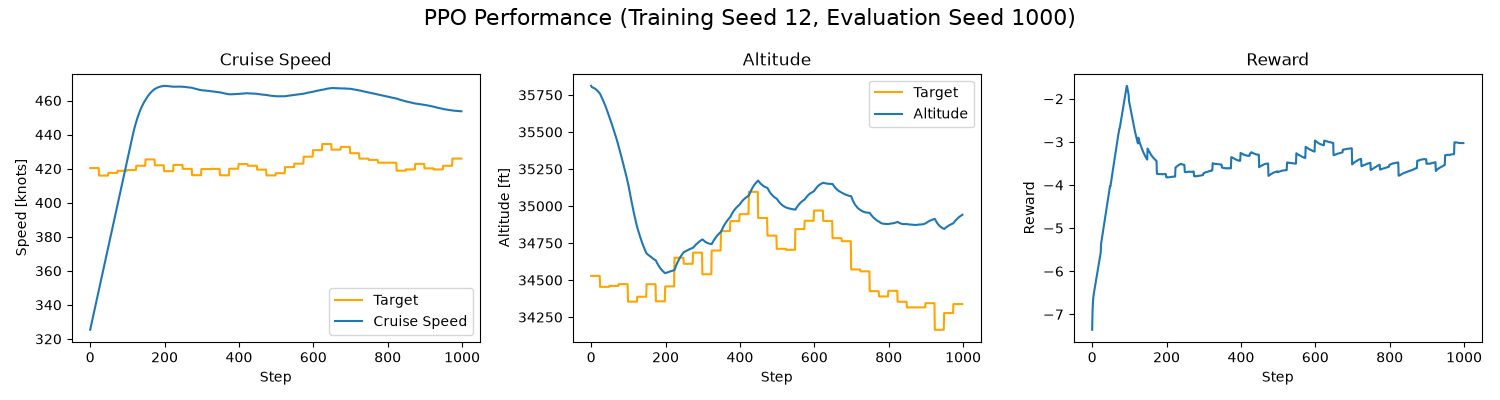 PPO Performance (Training Seed 12, Evaluation Seed 1000)
Cruise Speed
Speed [knots]
460
440
420
400
380
360
340
320
0 200 400 600 800 1000
Step
Target
Cruise Speed
Altitude
Altitude [ft]
35750
35500
35250
35000
34750
34500
34250
0 200 400 600 800 1000
Step
Target
Altitude
Reward
Reward
−2
−3
−4
−5
−6
−7
0 200 400 600 800 1000
Step